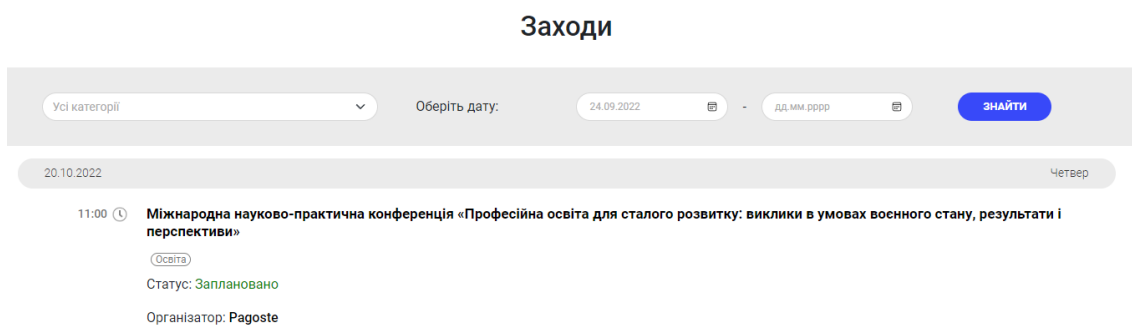 Заходи
Усі категорії Оберіть дату: 24.09.2022 - дд.мм.рррр ЗНАЙТИ
20.10.2022 Четвер
11:00 Міжнародна науково-практична конференція «Професійна освіта для сталого розвитку: виклики в умовах воєнного стану, результати і
перспективи»
Освіта
Статус: Заплановано
Організатор: Pagoste